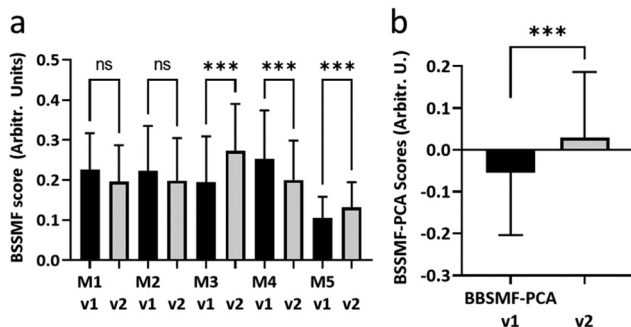 a
BSSMF score (Arbitr. Units)
0.5
0.4
0.3
0.2
0.1
0.0
ns
ns
***
***
***
M1 M2 M3 M4 M5
v1 v2 v1 v2 v1 v2 v1 v2 v1 v2
b
BSSMF-PCA Scores (Arbitr. U.)
***
0.2
0.1
0.0
-0.1
-0.2
-0.3
BBSMF-PCA
v1 v2